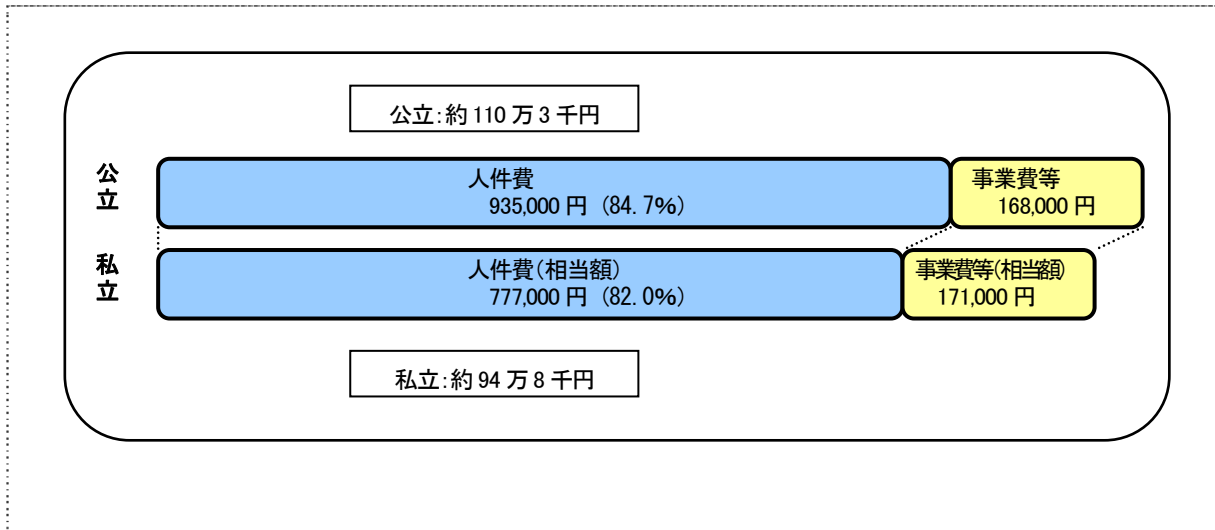 公立：約110万3千円
公立
人件費
935,000円 (84.7%)
事業費等
168,000円
私立
人件費(相当額)
777,000円 (82.0%)
事業費等(相当額)
171,000円
私立：約94万8千円